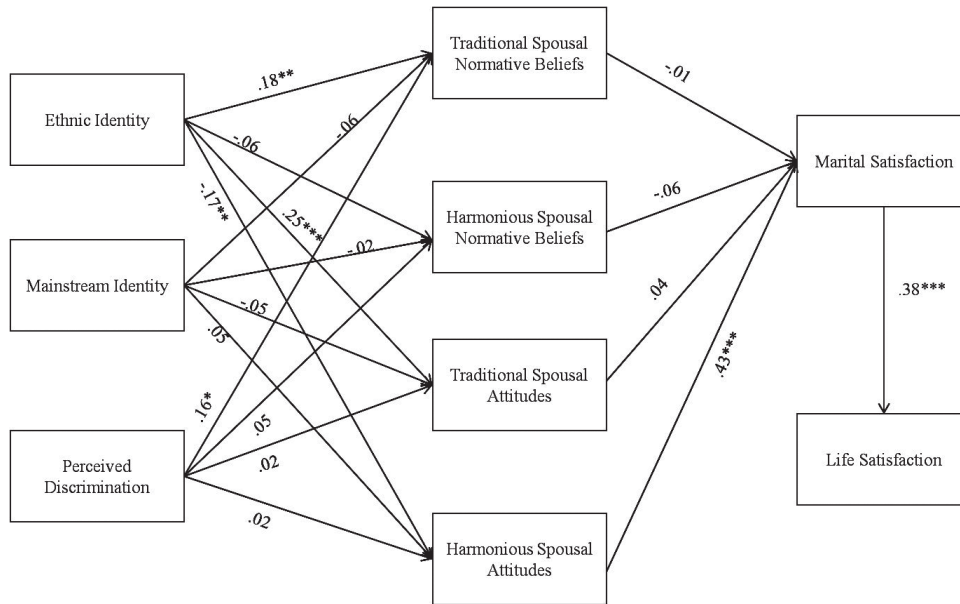 Traditional Spousal
Normative Beliefs
Ethnic Identity
.18**
-.06
-.06
-.17**
.25***
-.01
Marital Satisfaction
Harmonious Spousal
Normative Beliefs
-.06
Mainstream Identity
-.02
-.05
.05
.04
.38***
Traditional Spousal
Attitudes
.43***
.16*
.05
.02
Perceived
Discrimination
Life Satisfaction
.02
Harmonious Spousal
Attitudes